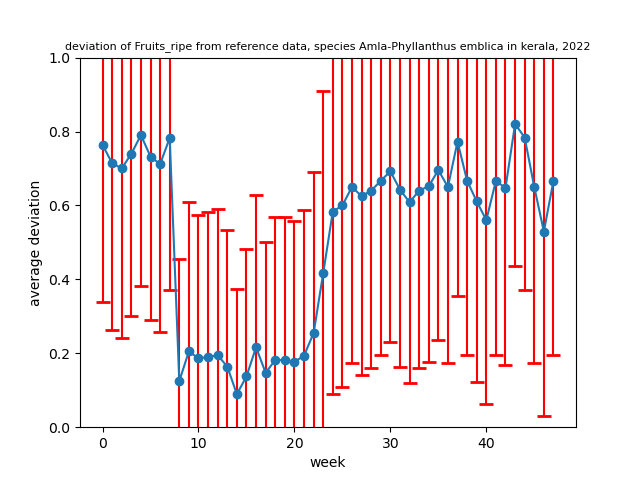 deviation of Fruits_ripe from reference data, species Amla-Phyllanthus emblica in kerala, 2022
1.0
0.8
0.6
0.4
0.2
0.0
average deviation
0 10 20 30 40
week